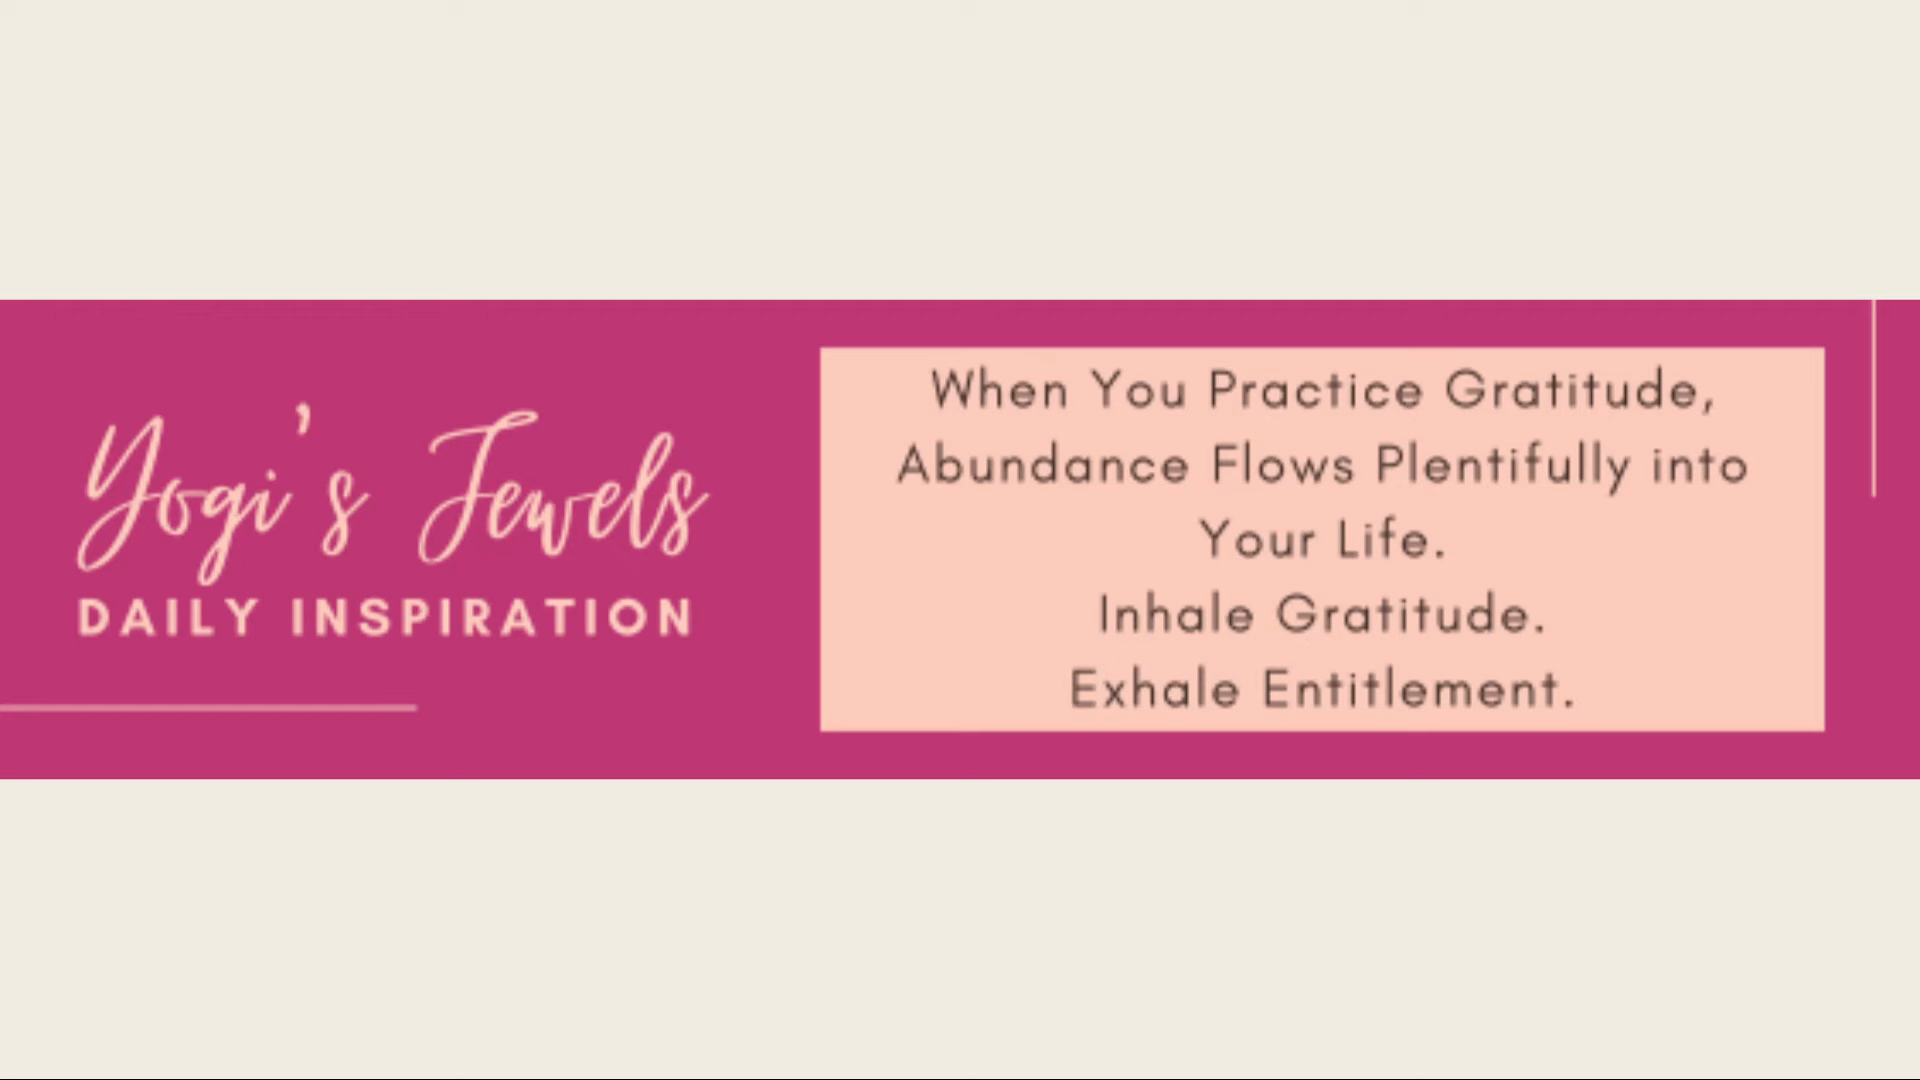 Yogi's Jewels
DAILY INSPIRATION
When You Practice Gratitude,
Abundance Flows Plentifully into
Your Life.
Inhale Gratitude.
Exhale Entitlement.